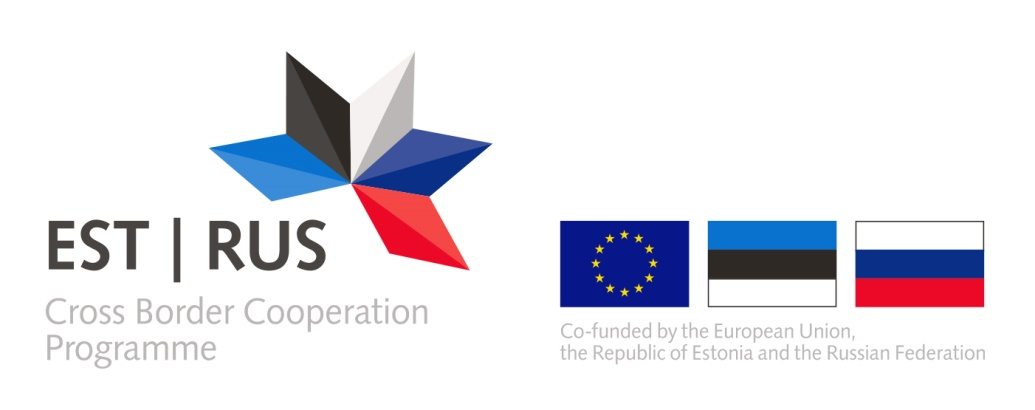 EST | RUS
Cross Border Cooperation
Programme
Co-funded by the European Union,
the Republic of Estonia and the Russian Federation